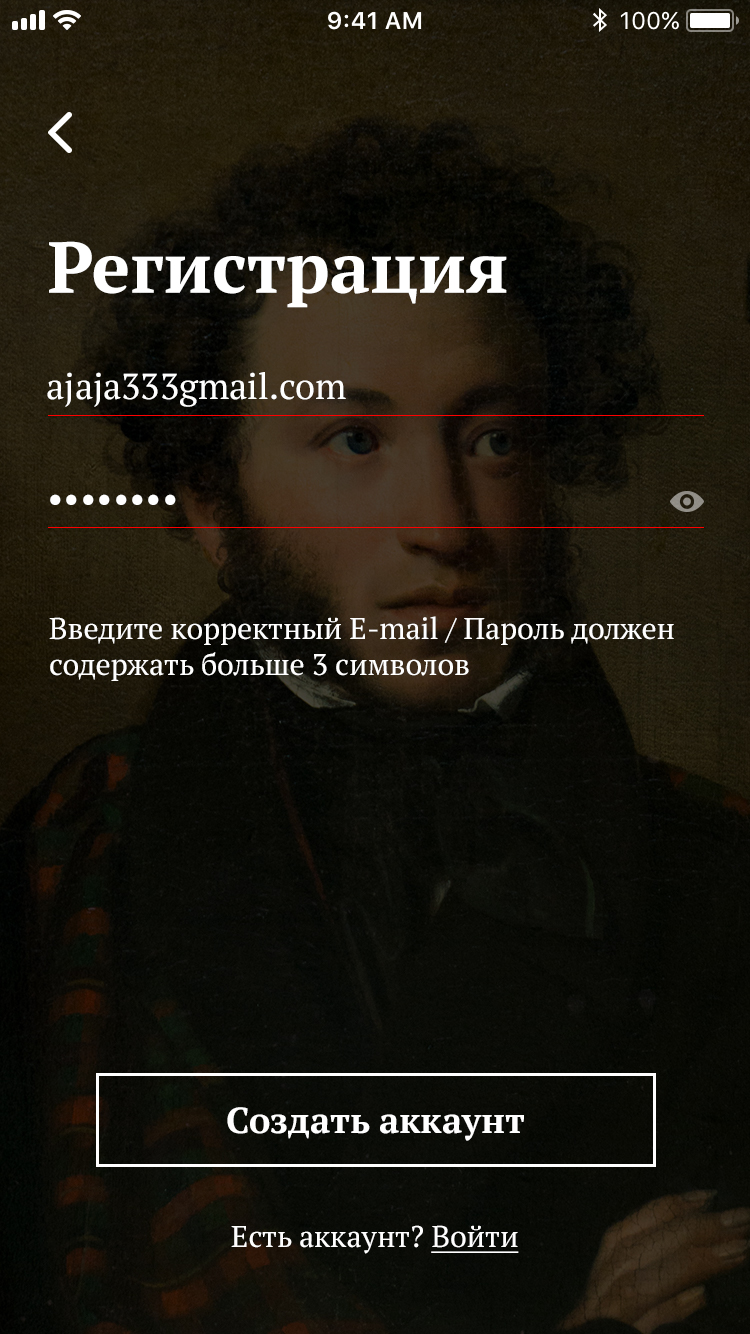 9:41 AM 100%
Регистрация
ajaja333gmail.com
••••••••
Введите корректный E-mail / Пароль должен
содержать больше 3 символов
Создать аккаунт
Есть аккаунт? Войти